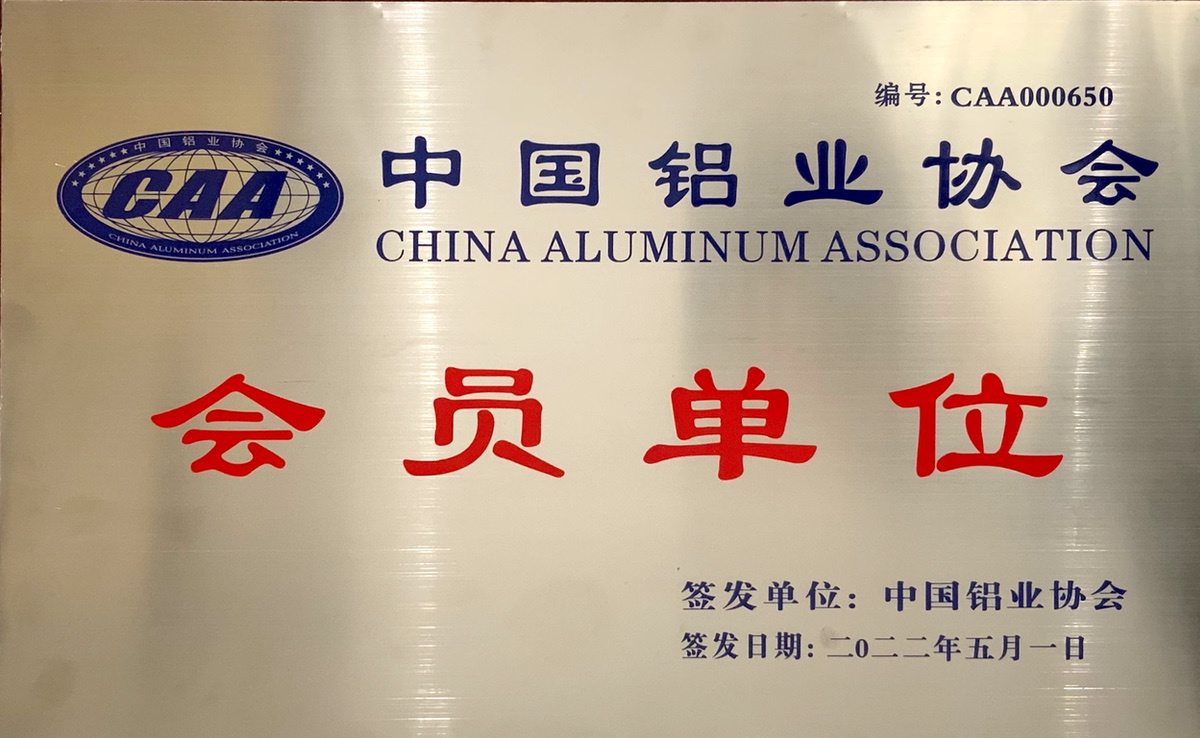 编号: CAA000650
中国铝业协会
CAA
CHINA ALUMINUM ASSOCIATION
中国铝业协会
CHINA ALUMINUM ASSOCIATION
会员单位
签发单位: 中国铝业协会
签发日期: 二0二二年五月一日